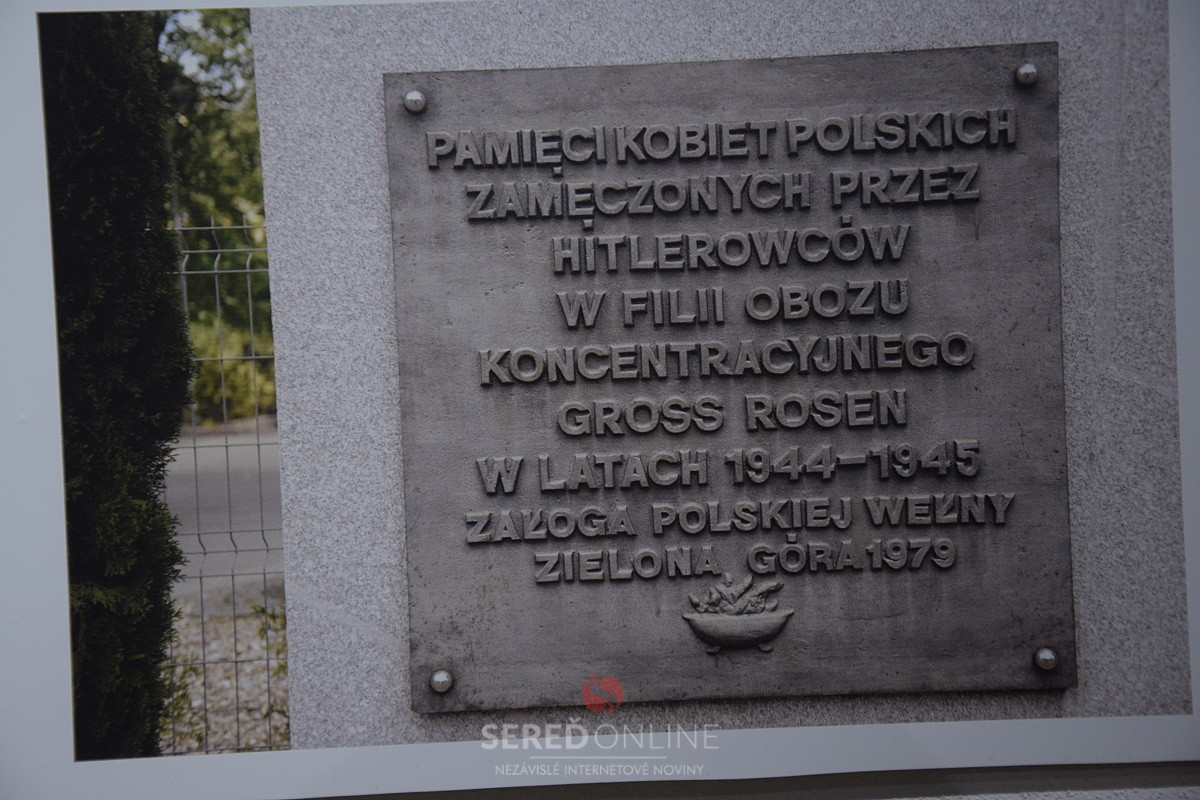 PAMIĘCI KOBIET POLSKICH
ZAMĘCZONYCH PRZEZ
HITLEROWCÓW
W FILII OBOZU
KONCENTRACYJNEGO
GROSS ROSEN
W LATACH 1944-1945
ZAŁOGA POLSKIEJ WEŁNY
ZIELONA GÓRA 1979
SEREĎONLINE
NEZÁVISLÉ INTERNETOVÉ NOVINY